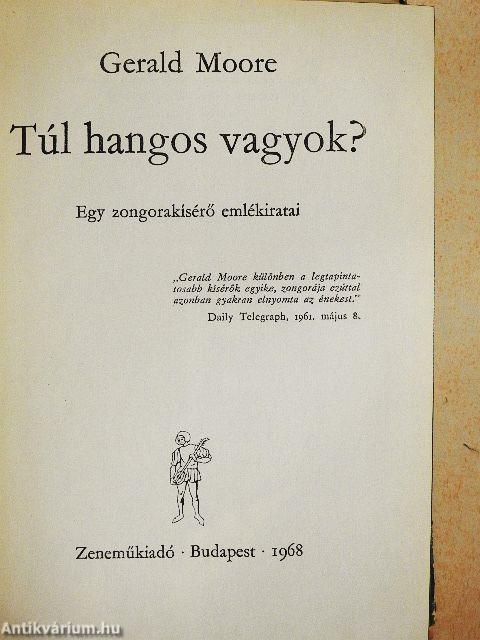 Gerald Moore
Túl hangos vagyok?
Egy zongorakísérő emlékiratai
„Gerald Moore különben a legtapinta-
tosabb kísérők egyike, zongorája ezúttal
azonban gyakran elnyomta az énekest.”
Daily Telegraph, 1961. május 8.
Zeneműkiadó · Budapest · 1968
Antikvárium.hu